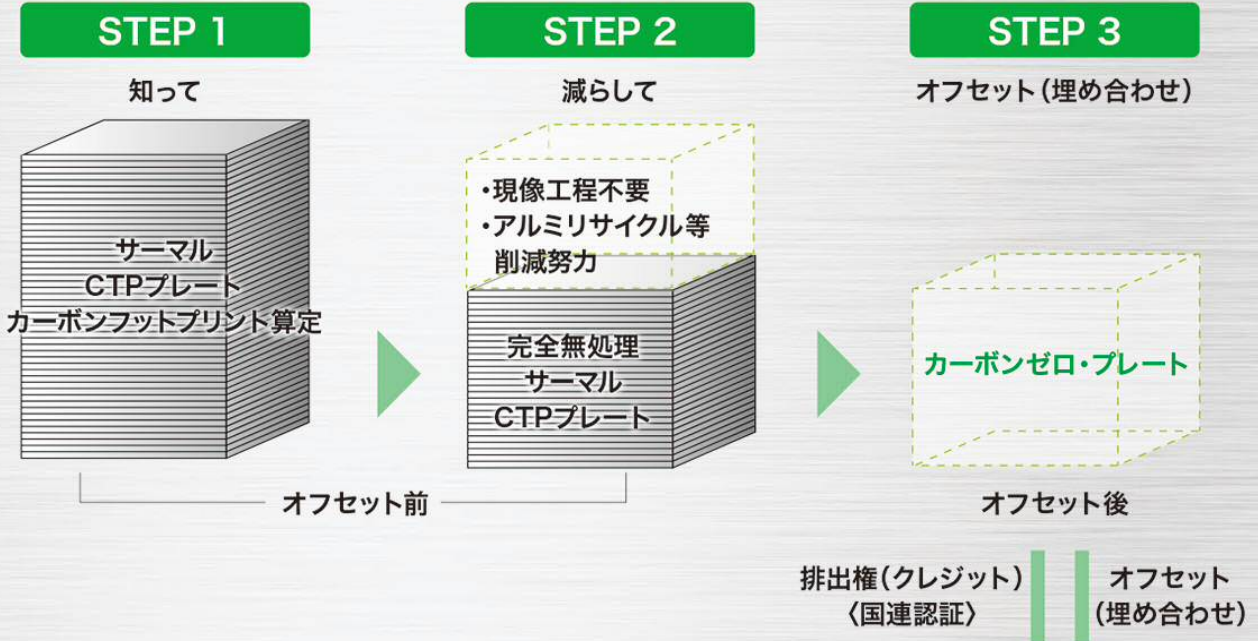 STEP 1
知って
サーマル
CTPプレート
カーボンフットプリント算定
STEP 2
減らして
・現像工程不要
・アルミリサイクル等
削減努力
完全無処理
サーマル
CTPプレート
オフセット前
STEP 3
オフセット(埋め合わせ)
カーボンゼロ・プレート
オフセット後
排出権(クレジット)
〈国連認証〉
オフセット
(埋め合わせ)